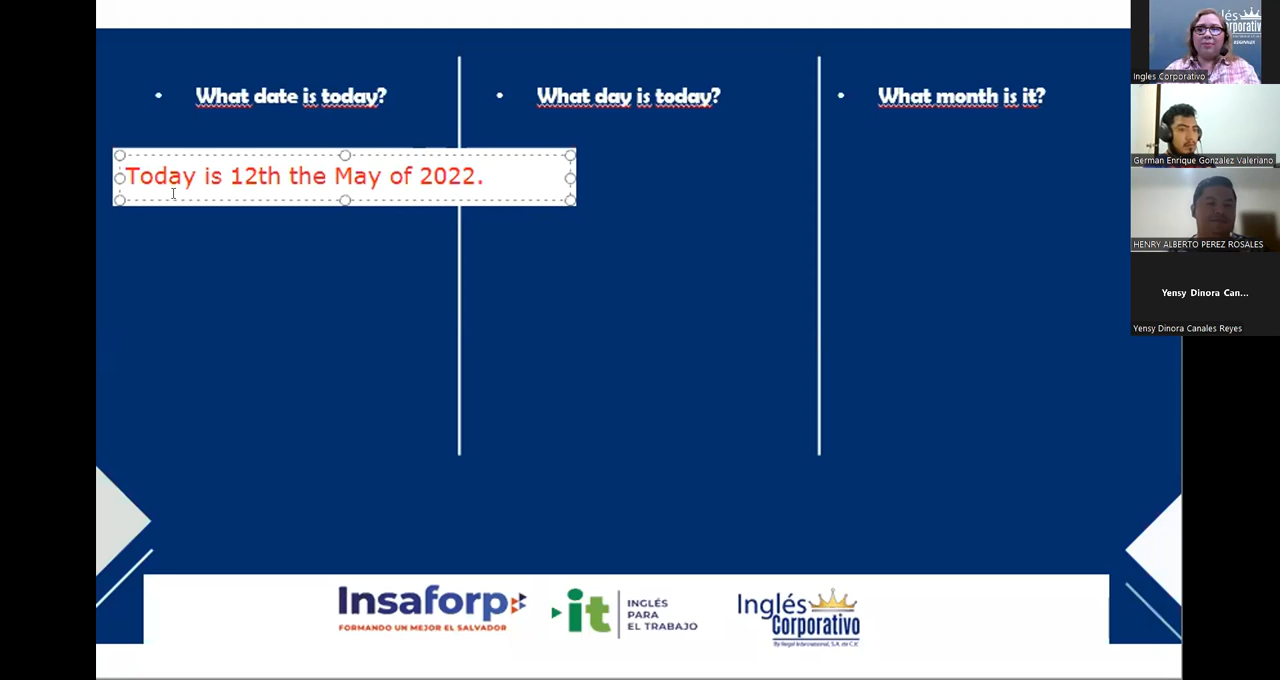 What date is today?
What day is today?
What month is it?
Today is 12th the May of 2022.
Ingles Corporativo
German Enrique Gonzalez Valeriano
HENRY ALBERTO PEREZ ROSALES
Yensy Dinora Can...
Yensy Dinora Canales Reyes
Insaforp
FORMANDO UN MEJOR EL SALVADOR
it
INGLÉS
PARA
EL TRABAJO
Inglés
Corporativo